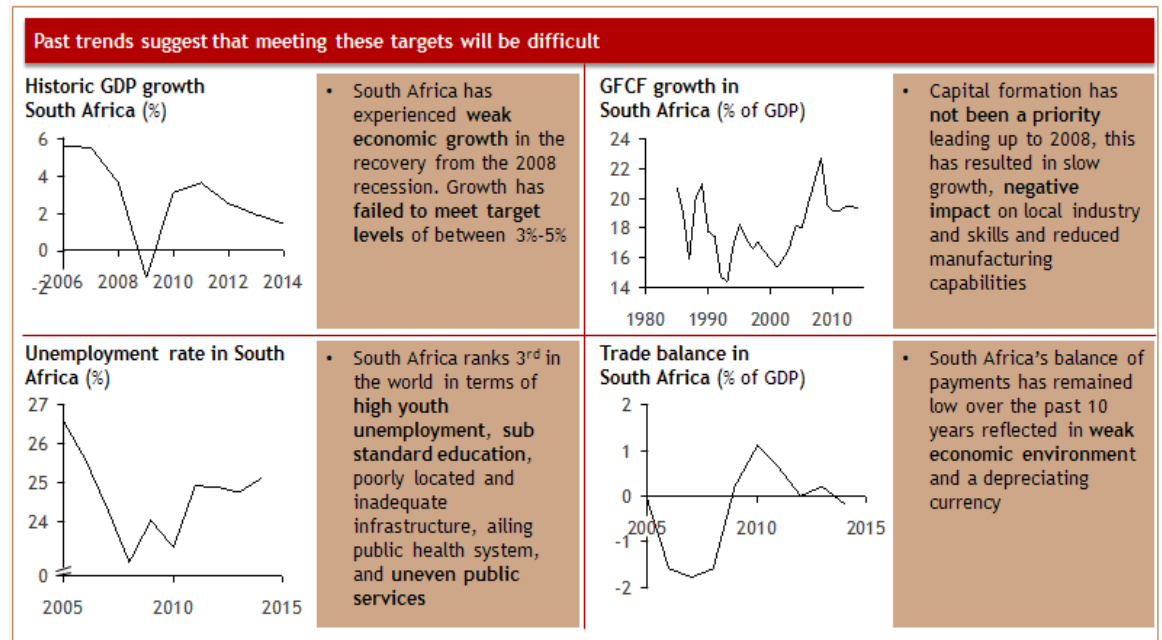 Past trends suggest that meeting these targets will be difficult
Historic GDP growth
South Africa (%)
6
4
2
0
-2
2006 2008 2010 2012 2014
• South Africa has
experienced weak
economic growth in the
recovery from the 2008
recession. Growth has
failed to meet target
levels of between 3%-5%
GFCF growth in
South Africa (% of GDP)
24
22
20
18
16
14
1980 1990 2000 2010
• Capital formation has
not been a priority
leading up to 2008, this
has resulted in slow
growth, negative
impact on local industry
and skills and reduced
manufacturing
capabilities
Unemployment rate in South
Africa (%)
27
26
25
24
0
2005 2010 2015
• South Africa ranks 3rd in
the world in terms of
high youth
unemployment, sub
standard education,
poorly located and
inadequate
infrastructure, ailing
public health system,
and uneven public
services
Trade balance in
South Africa (% of GDP)
2
1
0
-1
-2
2005 2010 2015
• South Africa’s balance of
payments has remained
low over the past 10
years reflected in weak
economic environment
and a depreciating
currency